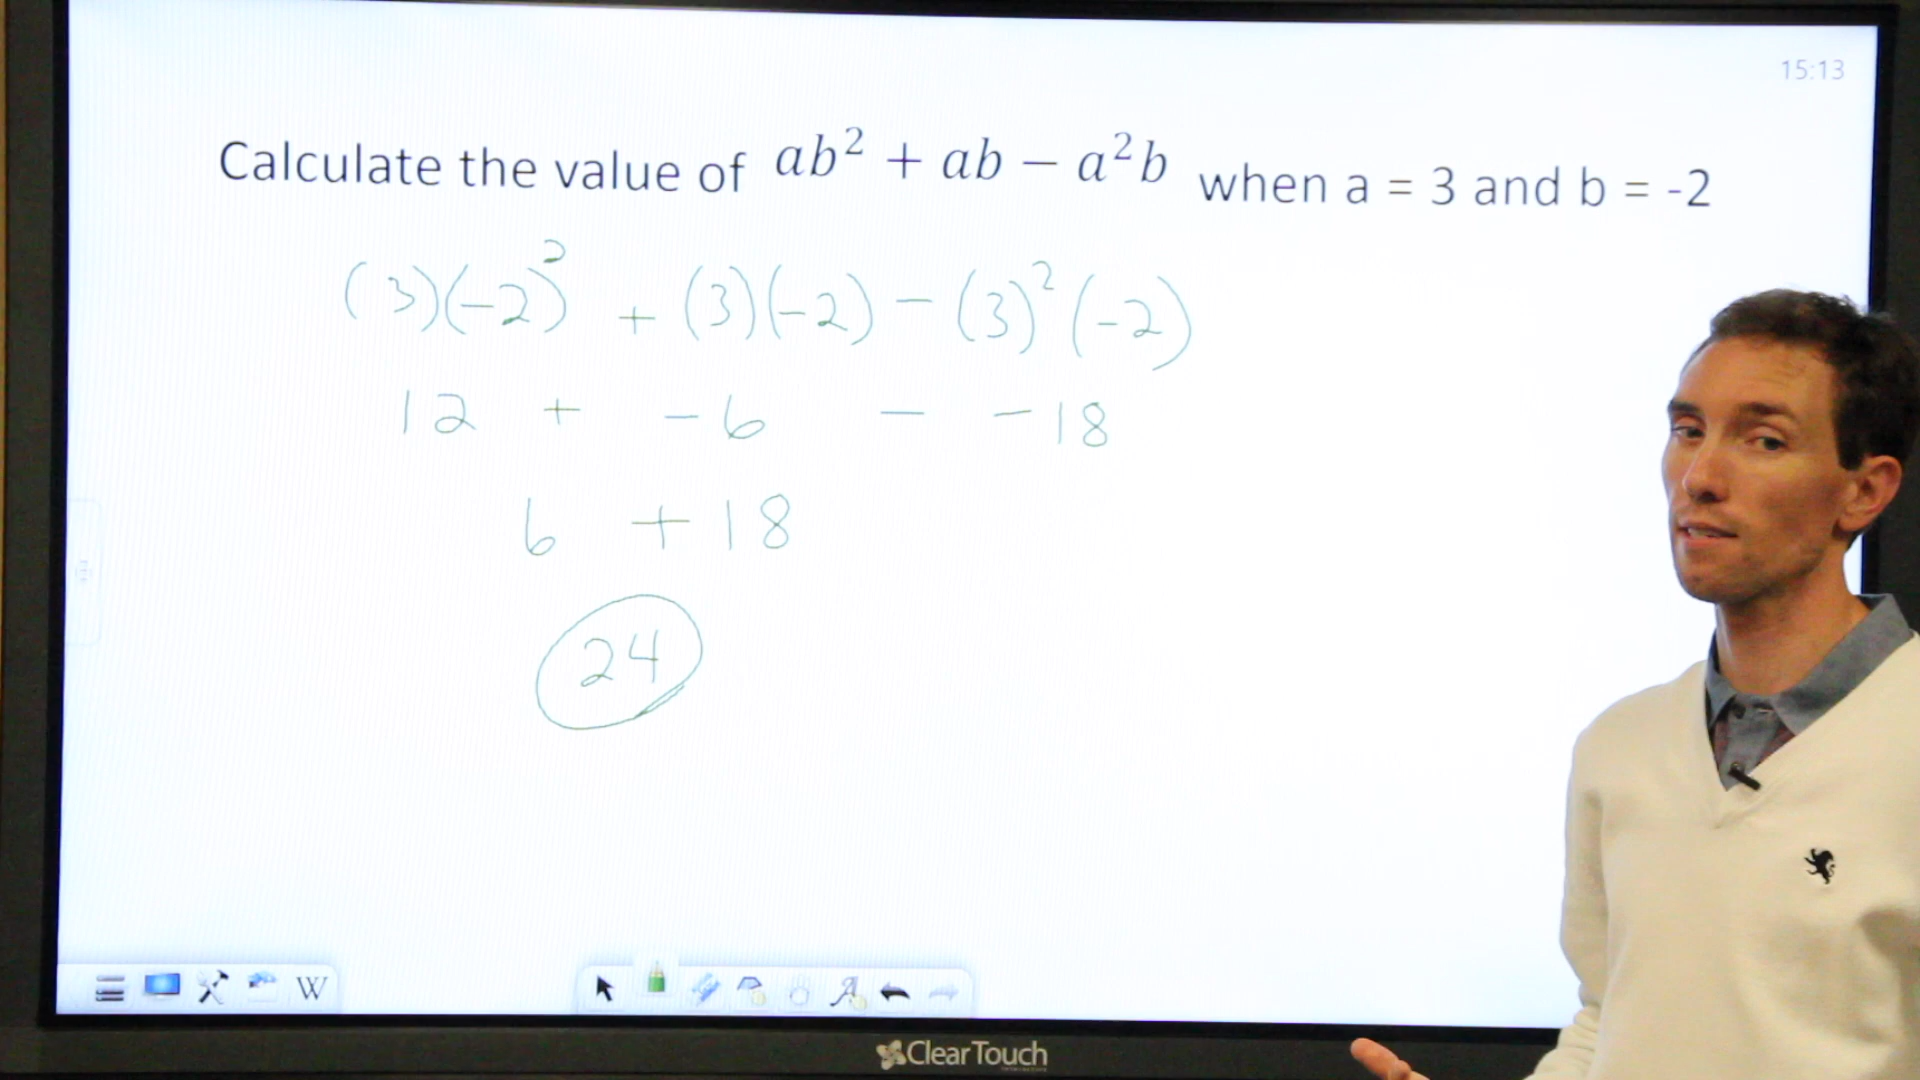 15:13
Calculate the value of ab² + ab − a²b when a = 3 and b = -2
(3)(-2)² + (3)(-2) - (3)² (-2)
12 + -6 - -18
6 + 18
24
W
A
ClearTouch